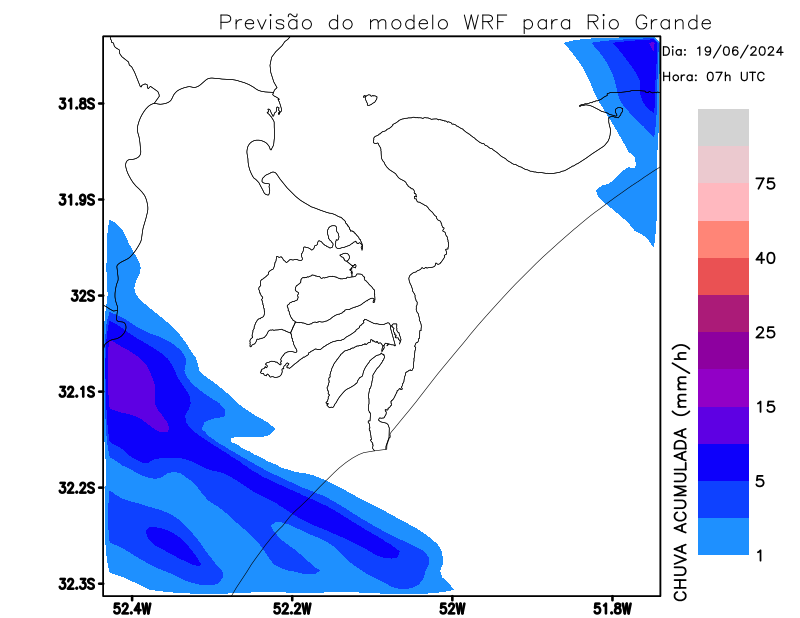 Previsão do modelo WRF para Rio Grande
Dia: 19/06/2024
Hora: 07h UTC
31.8S
31.9S
32S
32.1S
32.2S
32.3S
52.4W
52.2W
52W
51.8W
75
40
25
15
5
1
CHUVA ACUMULADA (mm/h)